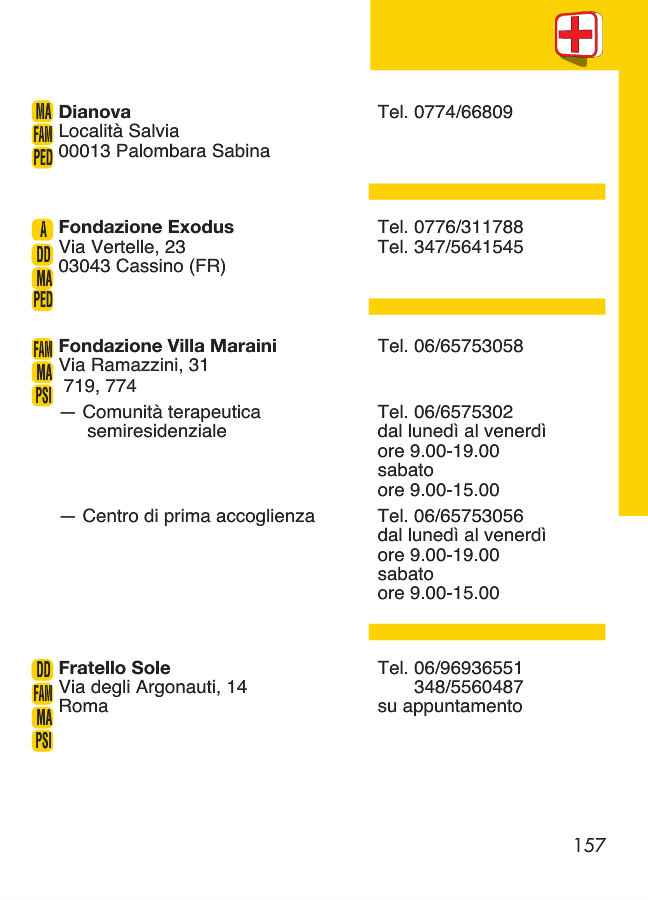 MA Dianova Tel. 0774/66809
FAM Località Salvia
PED 00013 Palombara Sabina
A Fondazione Exodus Tel. 0776/311788
DD Via Vertelle, 23 Tel. 347/5641545
MA 03043 Cassino (FR)
PED
FAM Fondazione Villa Maraini Tel. 06/65753058
MA Via Ramazzini, 31
PSI 719, 774
— Comunità terapeutica Tel. 06/6575302
semiresidenziale dal lunedì al venerdì
ore 9.00-19.00
sabato
ore 9.00-15.00
— Centro di prima accoglienza Tel. 06/65753056
dal lunedì al venerdì
ore 9.00-19.00
sabato
ore 9.00-15.00
DD Fratello Sole Tel. 06/96936551
FAM Via degli Argonauti, 14 348/5560487
MA Roma su appuntamento
PSI
157